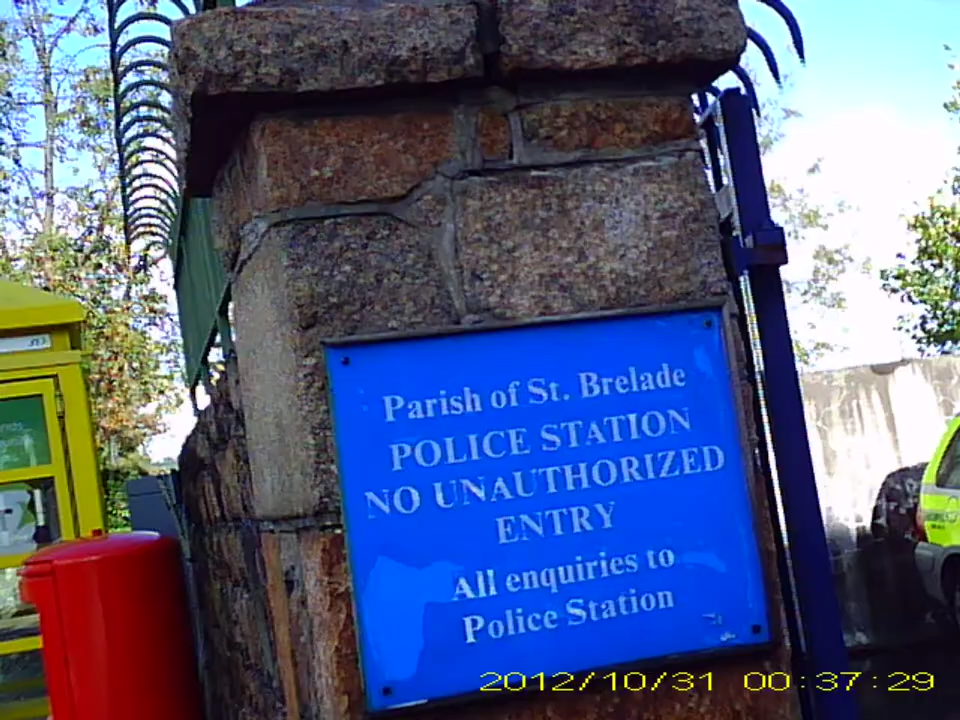 Parish of St. Brelade
POLICE STATION
NO UNAUTHORIZED
ENTRY
All enquiries to
Police Station
2012/10/31 00:37:29